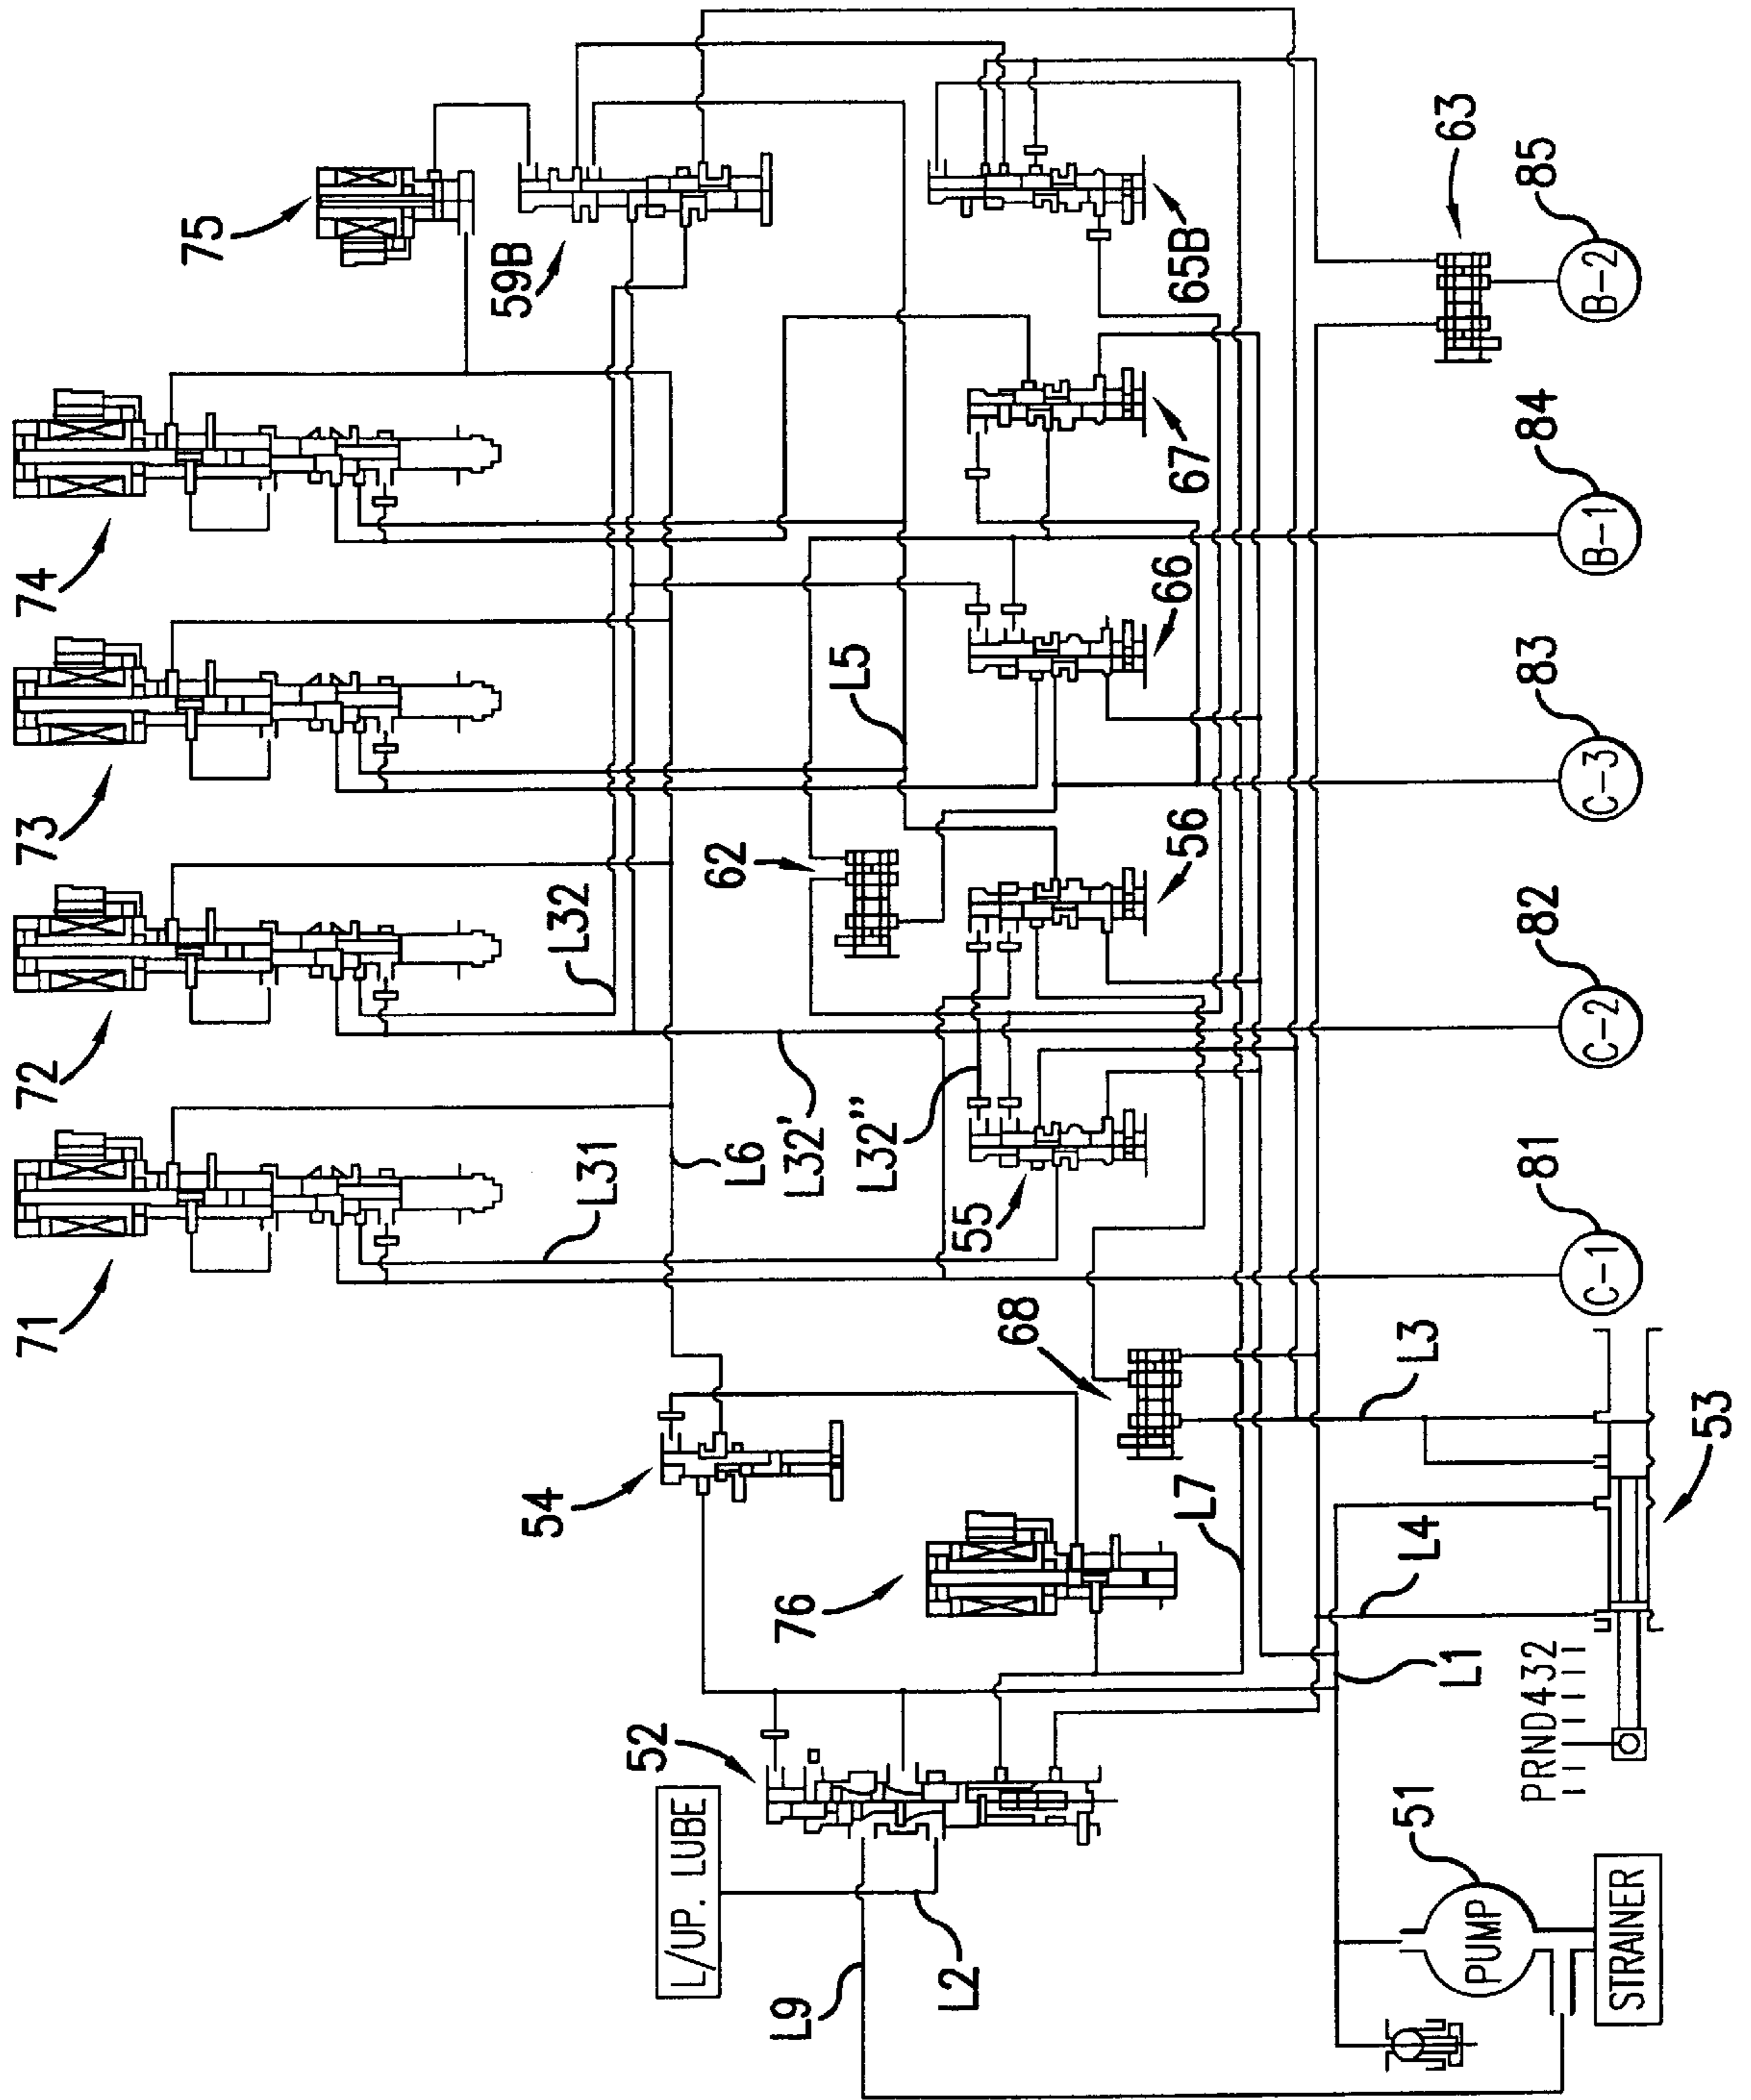 75
59B
74
73
72
71
L32
L31
L6
L32'
L32"
L5
62
66
67
65B
63
56
55
54
68
76
52
L/UP. LUBE
L9
L2
L7
L3
L4
L1
53
PRND432
51
PUMP
STRAINER
81
C-1
82
C-2
83
C-3
84
B-1
85
B-2